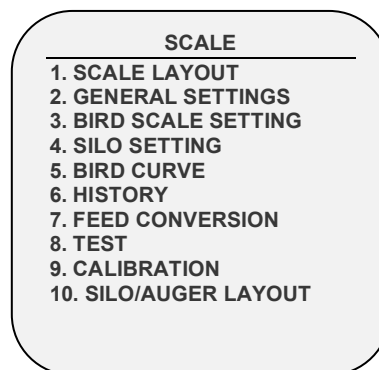 SCALE
1. SCALE LAYOUT
2. GENERAL SETTINGS
3. BIRD SCALE SETTING
4. SILO SETTING
5. BIRD CURVE
6. HISTORY
7. FEED CONVERSION
8. TEST
9. CALIBRATION
10. SILO/AUGER LAYOUT